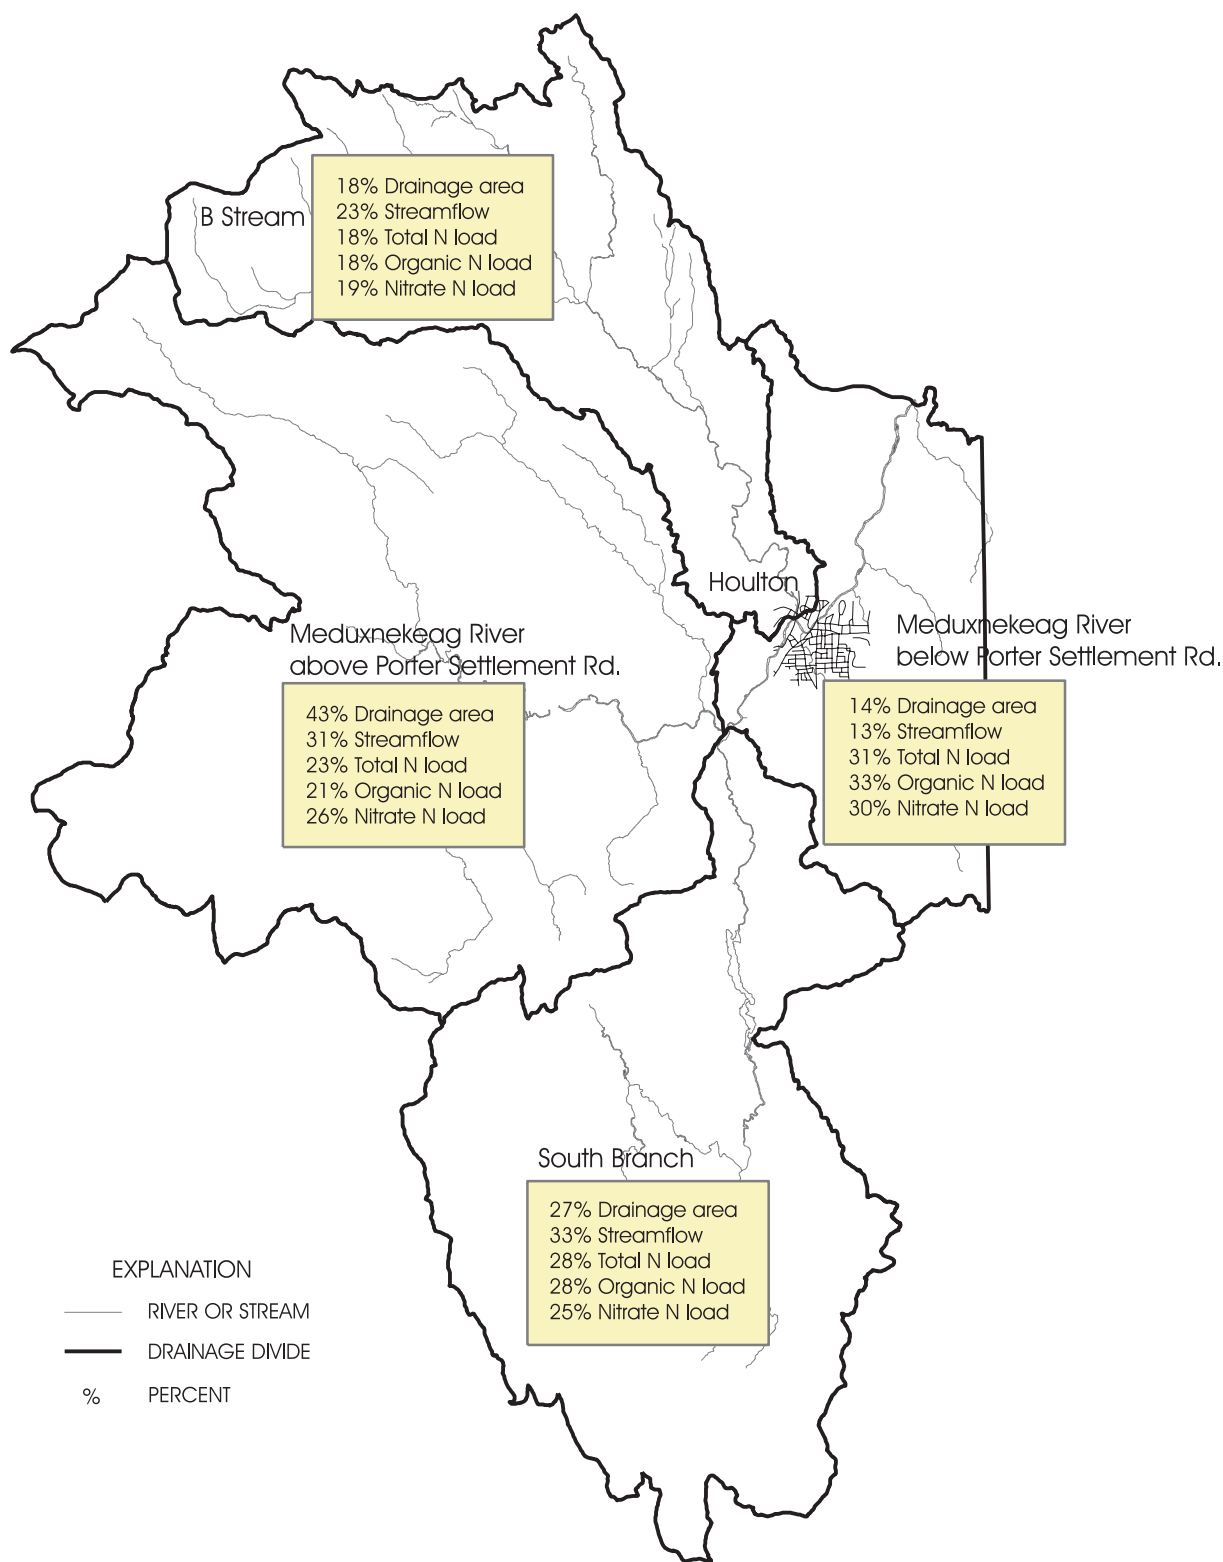 B Stream
18% Drainage area
23% Streamflow
18% Total N load
18% Organic N load
19% Nitrate N load
Houlton
Meduxnekeag River
above Porter Settlement Rd.
43% Drainage area
31% Streamflow
23% Total N load
21% Organic N load
26% Nitrate N load
Meduxnekeag River
below Porter Settlement Rd.
14% Drainage area
13% Streamflow
31% Total N load
33% Organic N load
30% Nitrate N load
South Branch
27% Drainage area
33% Streamflow
28% Total N load
28% Organic N load
25% Nitrate N load
EXPLANATION
RIVER OR STREAM
DRAINAGE DIVIDE
% PERCENT